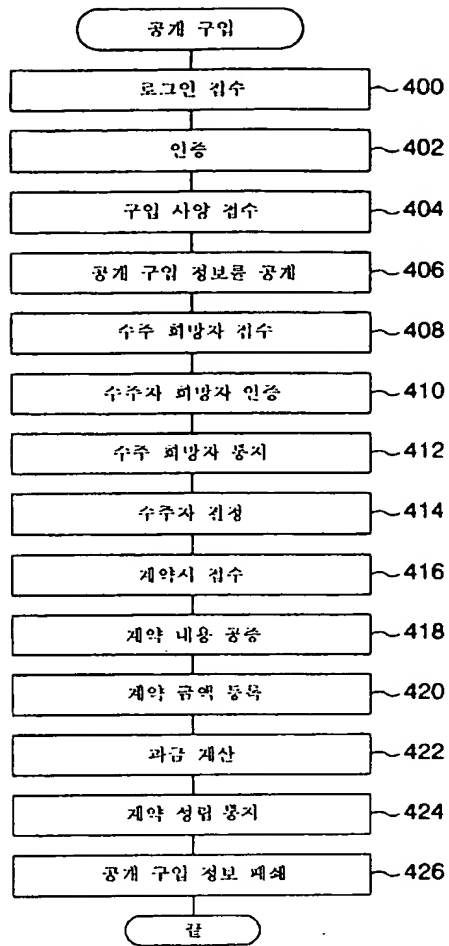 공개 구입
로그인 접수
400
인증
402
구입 사양 접수
404
공개 구입 정보를 공개
406
수주 희망자 접수
408
수주자 희망자 인증
410
수주 희망자 통지
412
수주자 결정
414
계약서 접수
416
계약 내용 공증
418
계약 금액 등록
420
과금 계산
422
계약 성립 통지
424
공개 구입 정보 폐쇄
426
끝